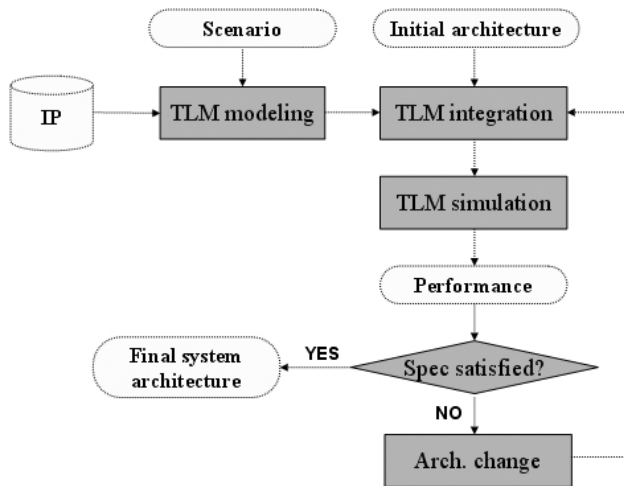 Scenario
Initial architecture
IP
TLM modeling
TLM integration
TLM simulation
Performance
YES
Final system
architecture
Spec satisfied?
NO
Arch. change